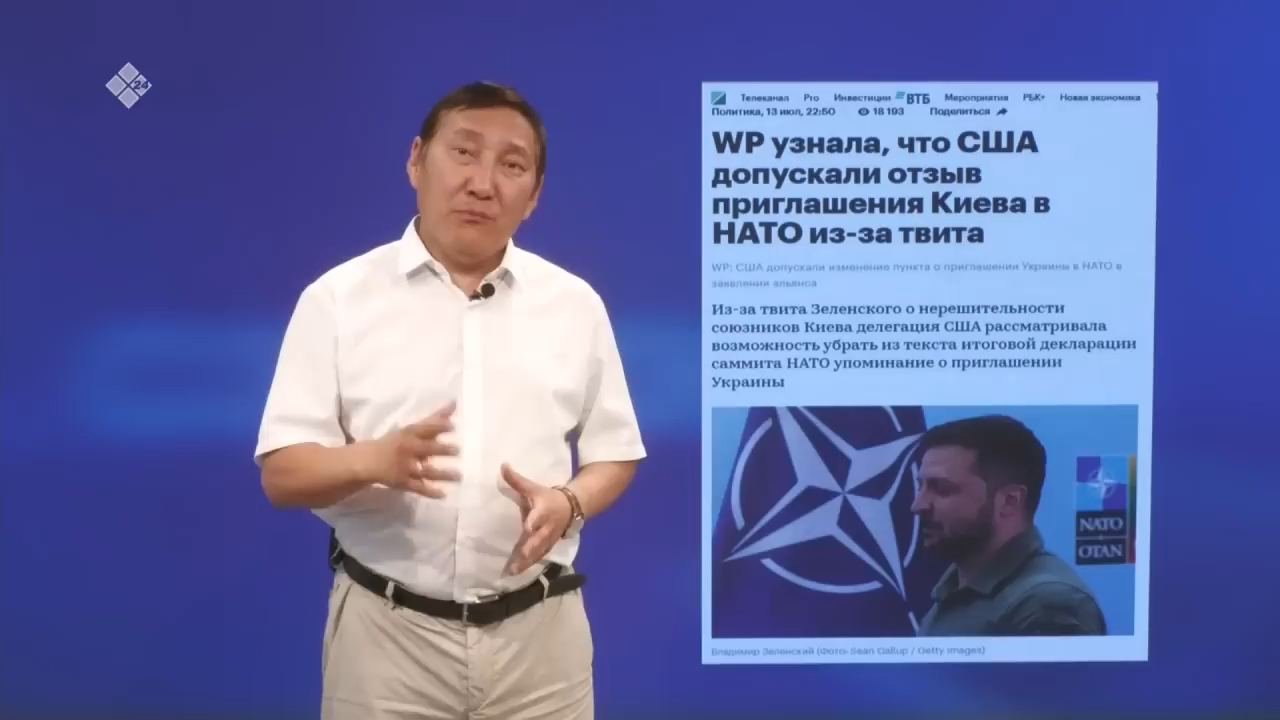 24
Телеканал Pro Инвестиции ВТБ Мероприятия РБК+ Новая экономика
Политика, 13 июл, 22:50 18 193 Поделиться
WP узнала, что США
допускали отзыв
приглашения Киева в
НАТО из-за твита
WP: США допускали изменение пункта о приглашении Украины в НАТО в
заявлении альянса
Из-за твита Зеленского о нерешительности
союзников Киева делегация США рассматривала
возможность убрать из текста итоговой декларации
саммита НАТО упоминание о приглашении
Украины
NATO
OTAN
Владимир Зеленский (Фото: Sean Gallup / Getty Images)